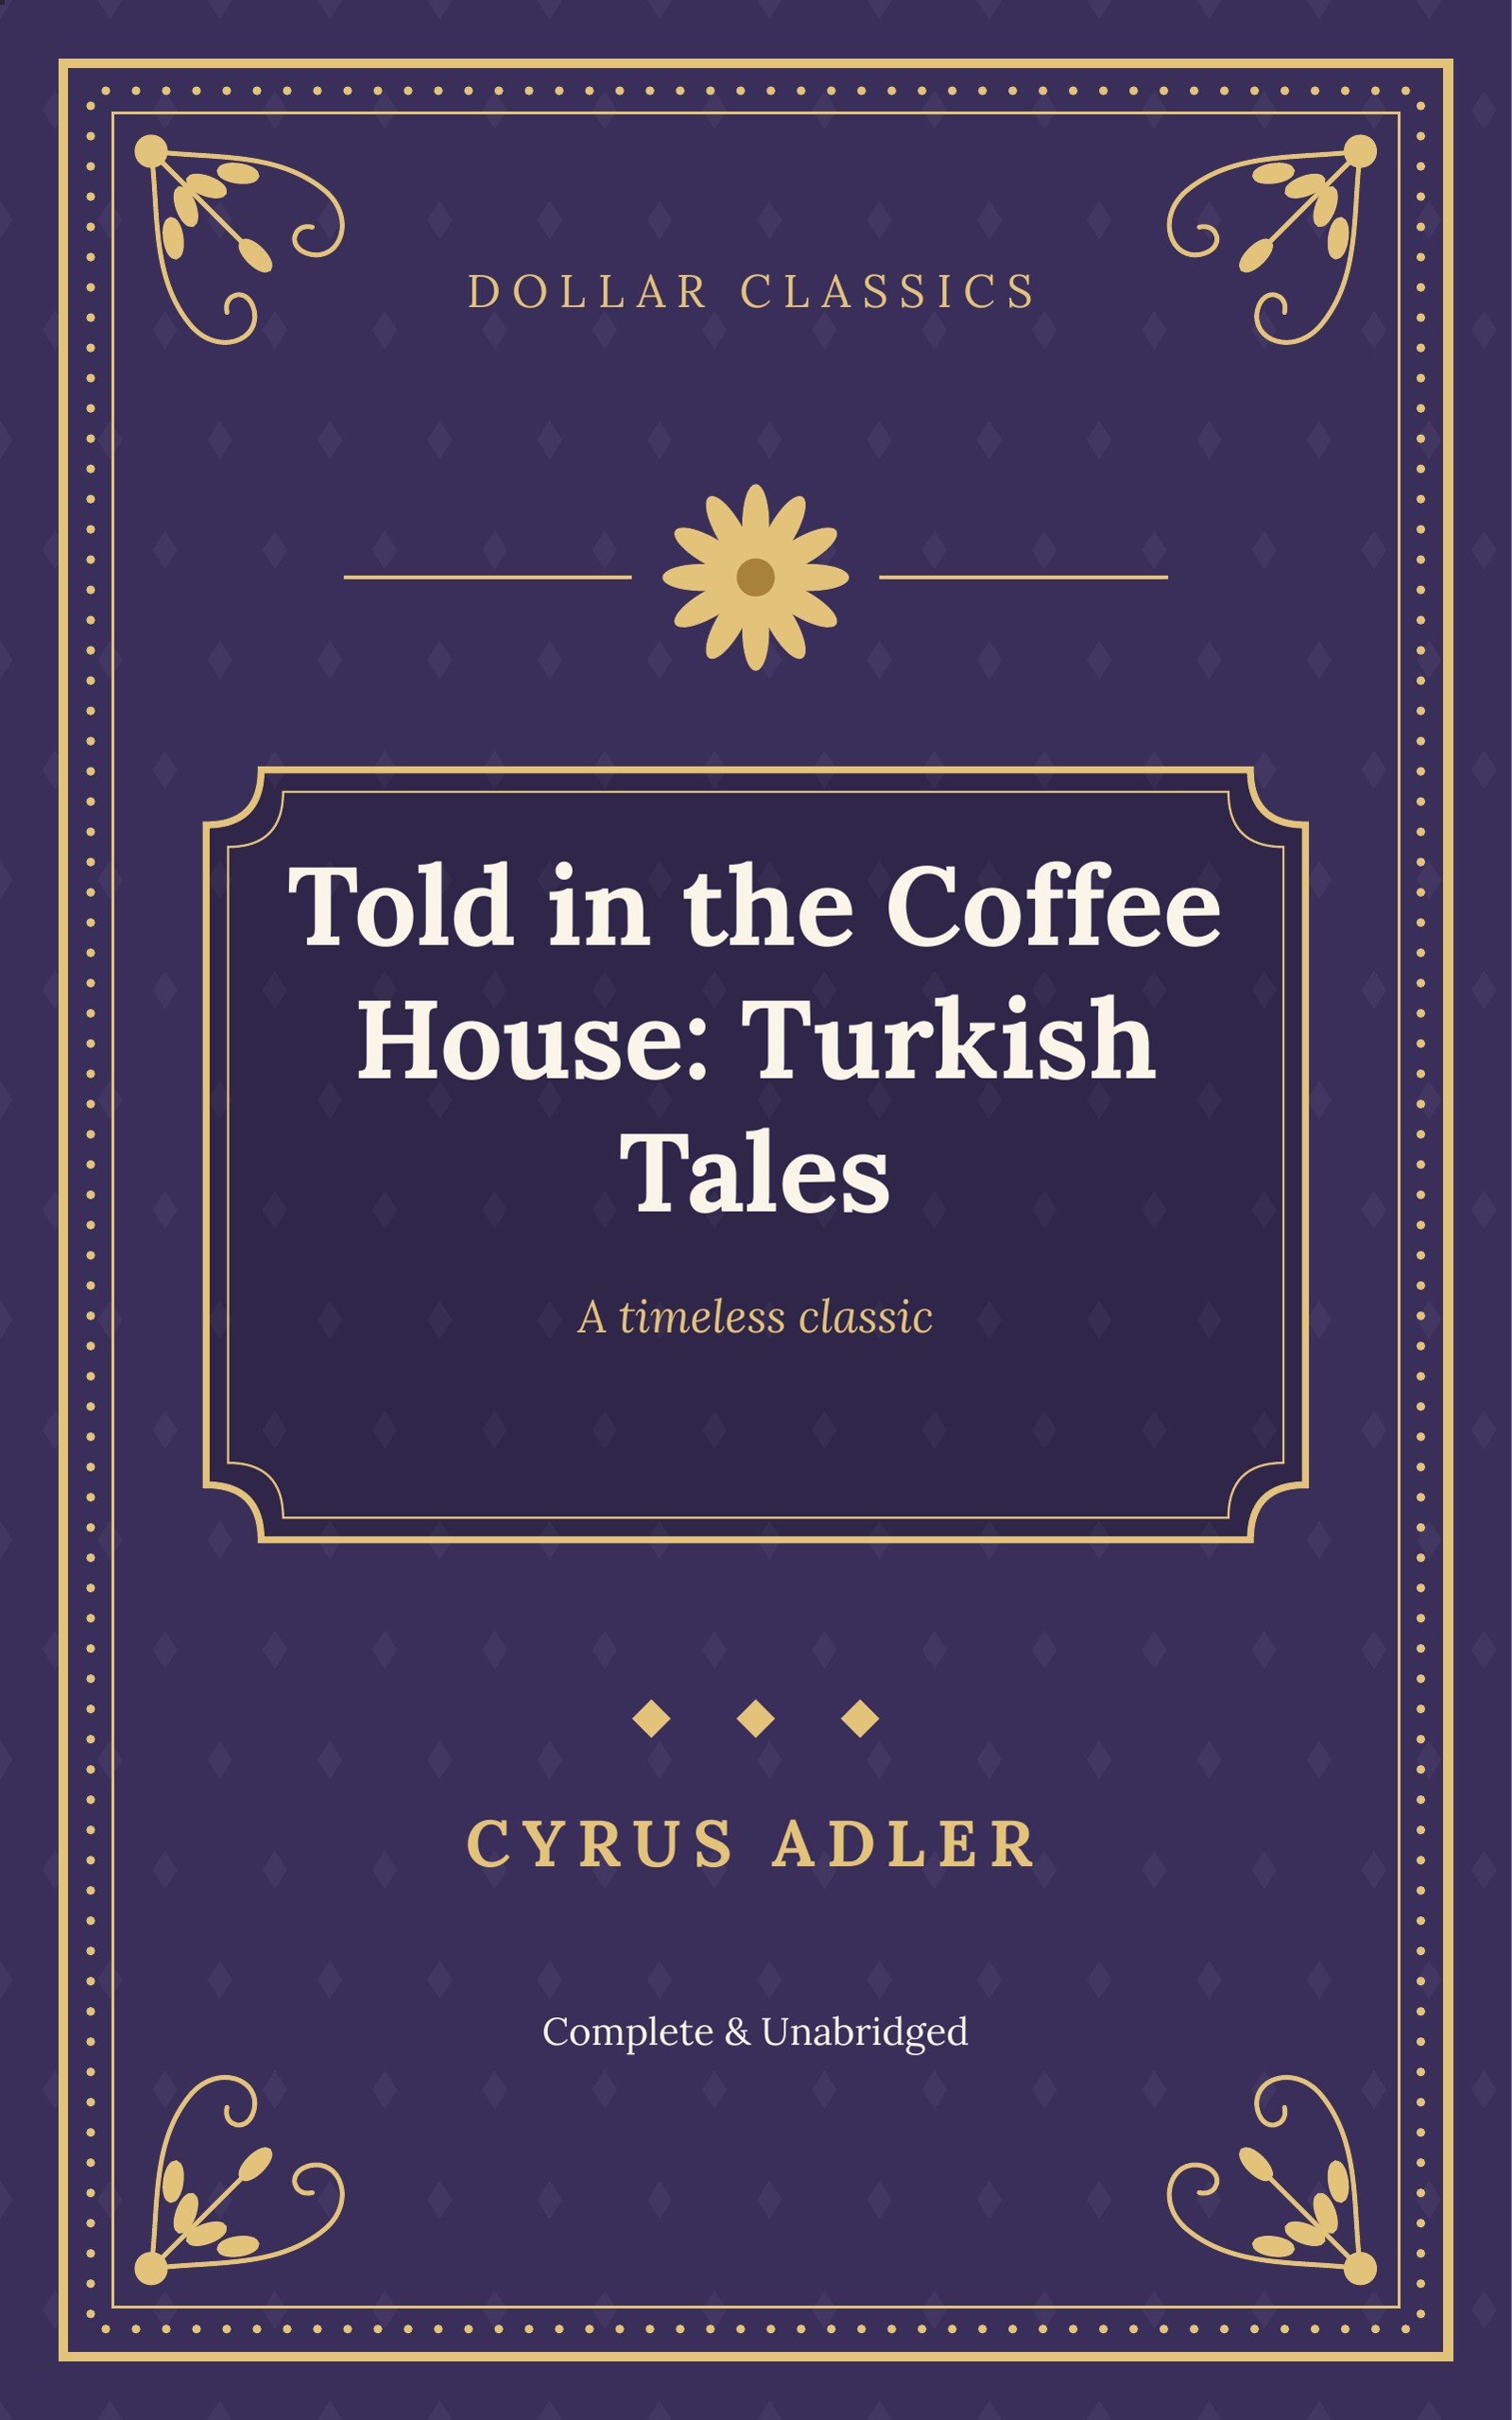 DOLLAR CLASSICS
Told in the Coffee
House: Turkish
Tales
A timeless classic
CYRUS ADLER
Complete & Unabridged